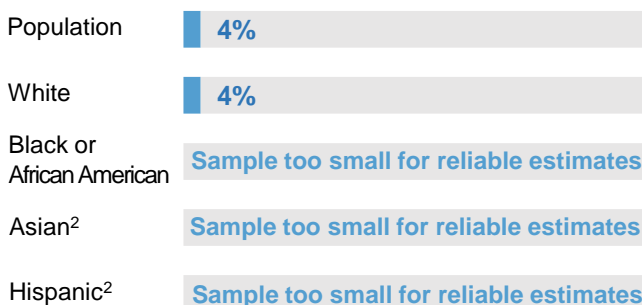 Population 4%
White 4%
Black or
African American Sample too small for reliable estimates
Asian² Sample too small for reliable estimates
Hispanic² Sample too small for reliable estimates